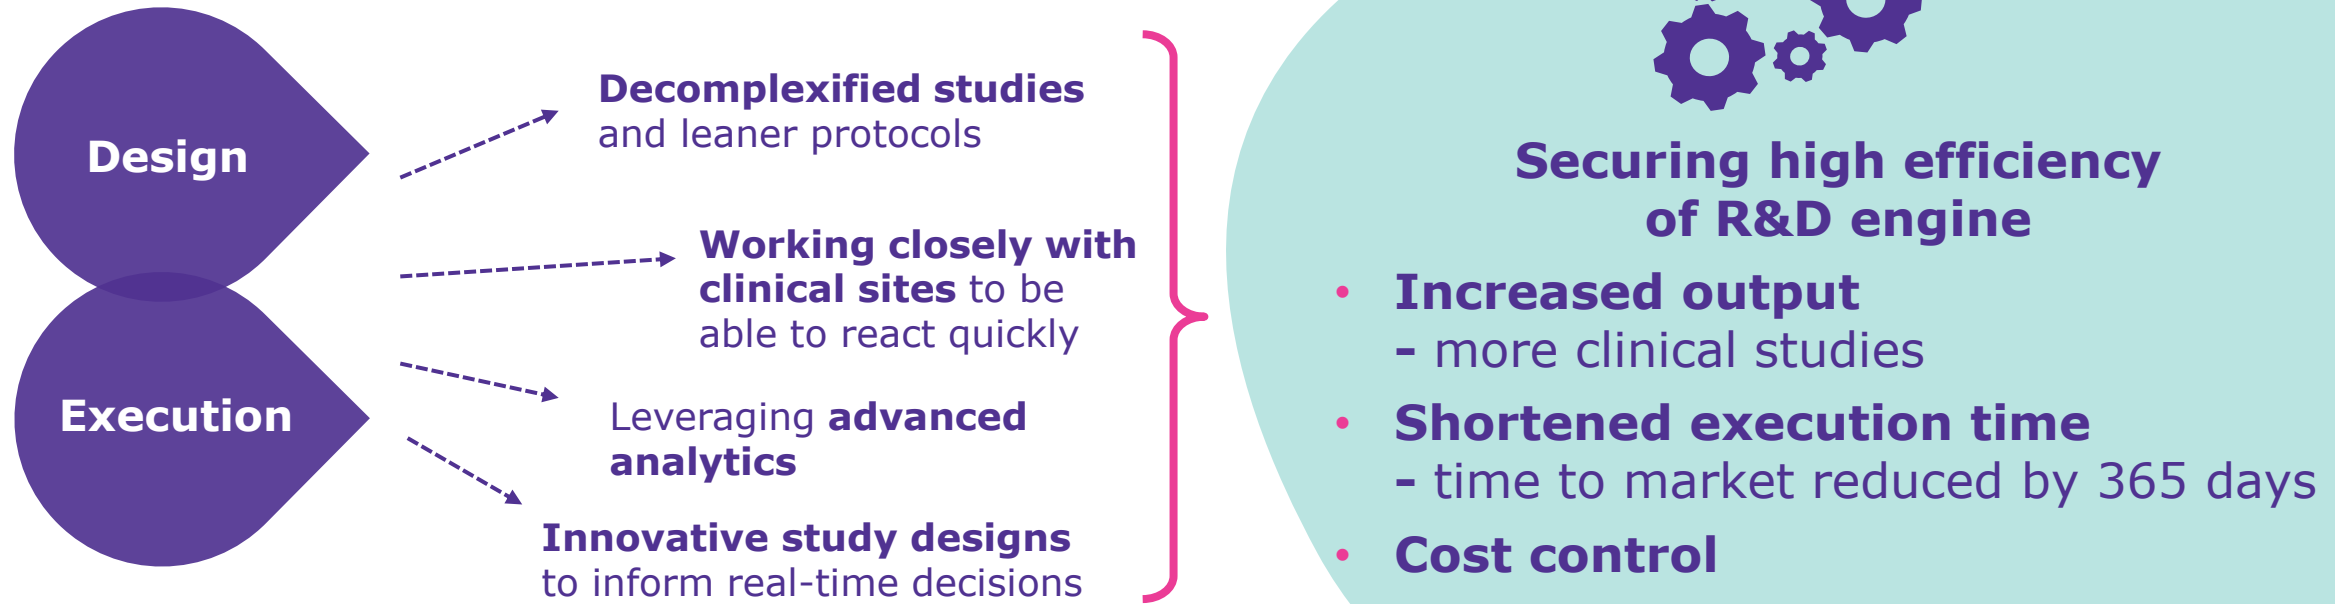 Design
Execution
Decomplexified studies
and leaner protocols
Working closely with
clinical sites to be
able to react quickly
Leveraging advanced
analytics
Innovative study designs
to inform real-time decisions
Securing high efficiency
of R&D engine
• Increased output
– more clinical studies
• Shortened execution time
– time to market reduced by 365 days
• Cost control